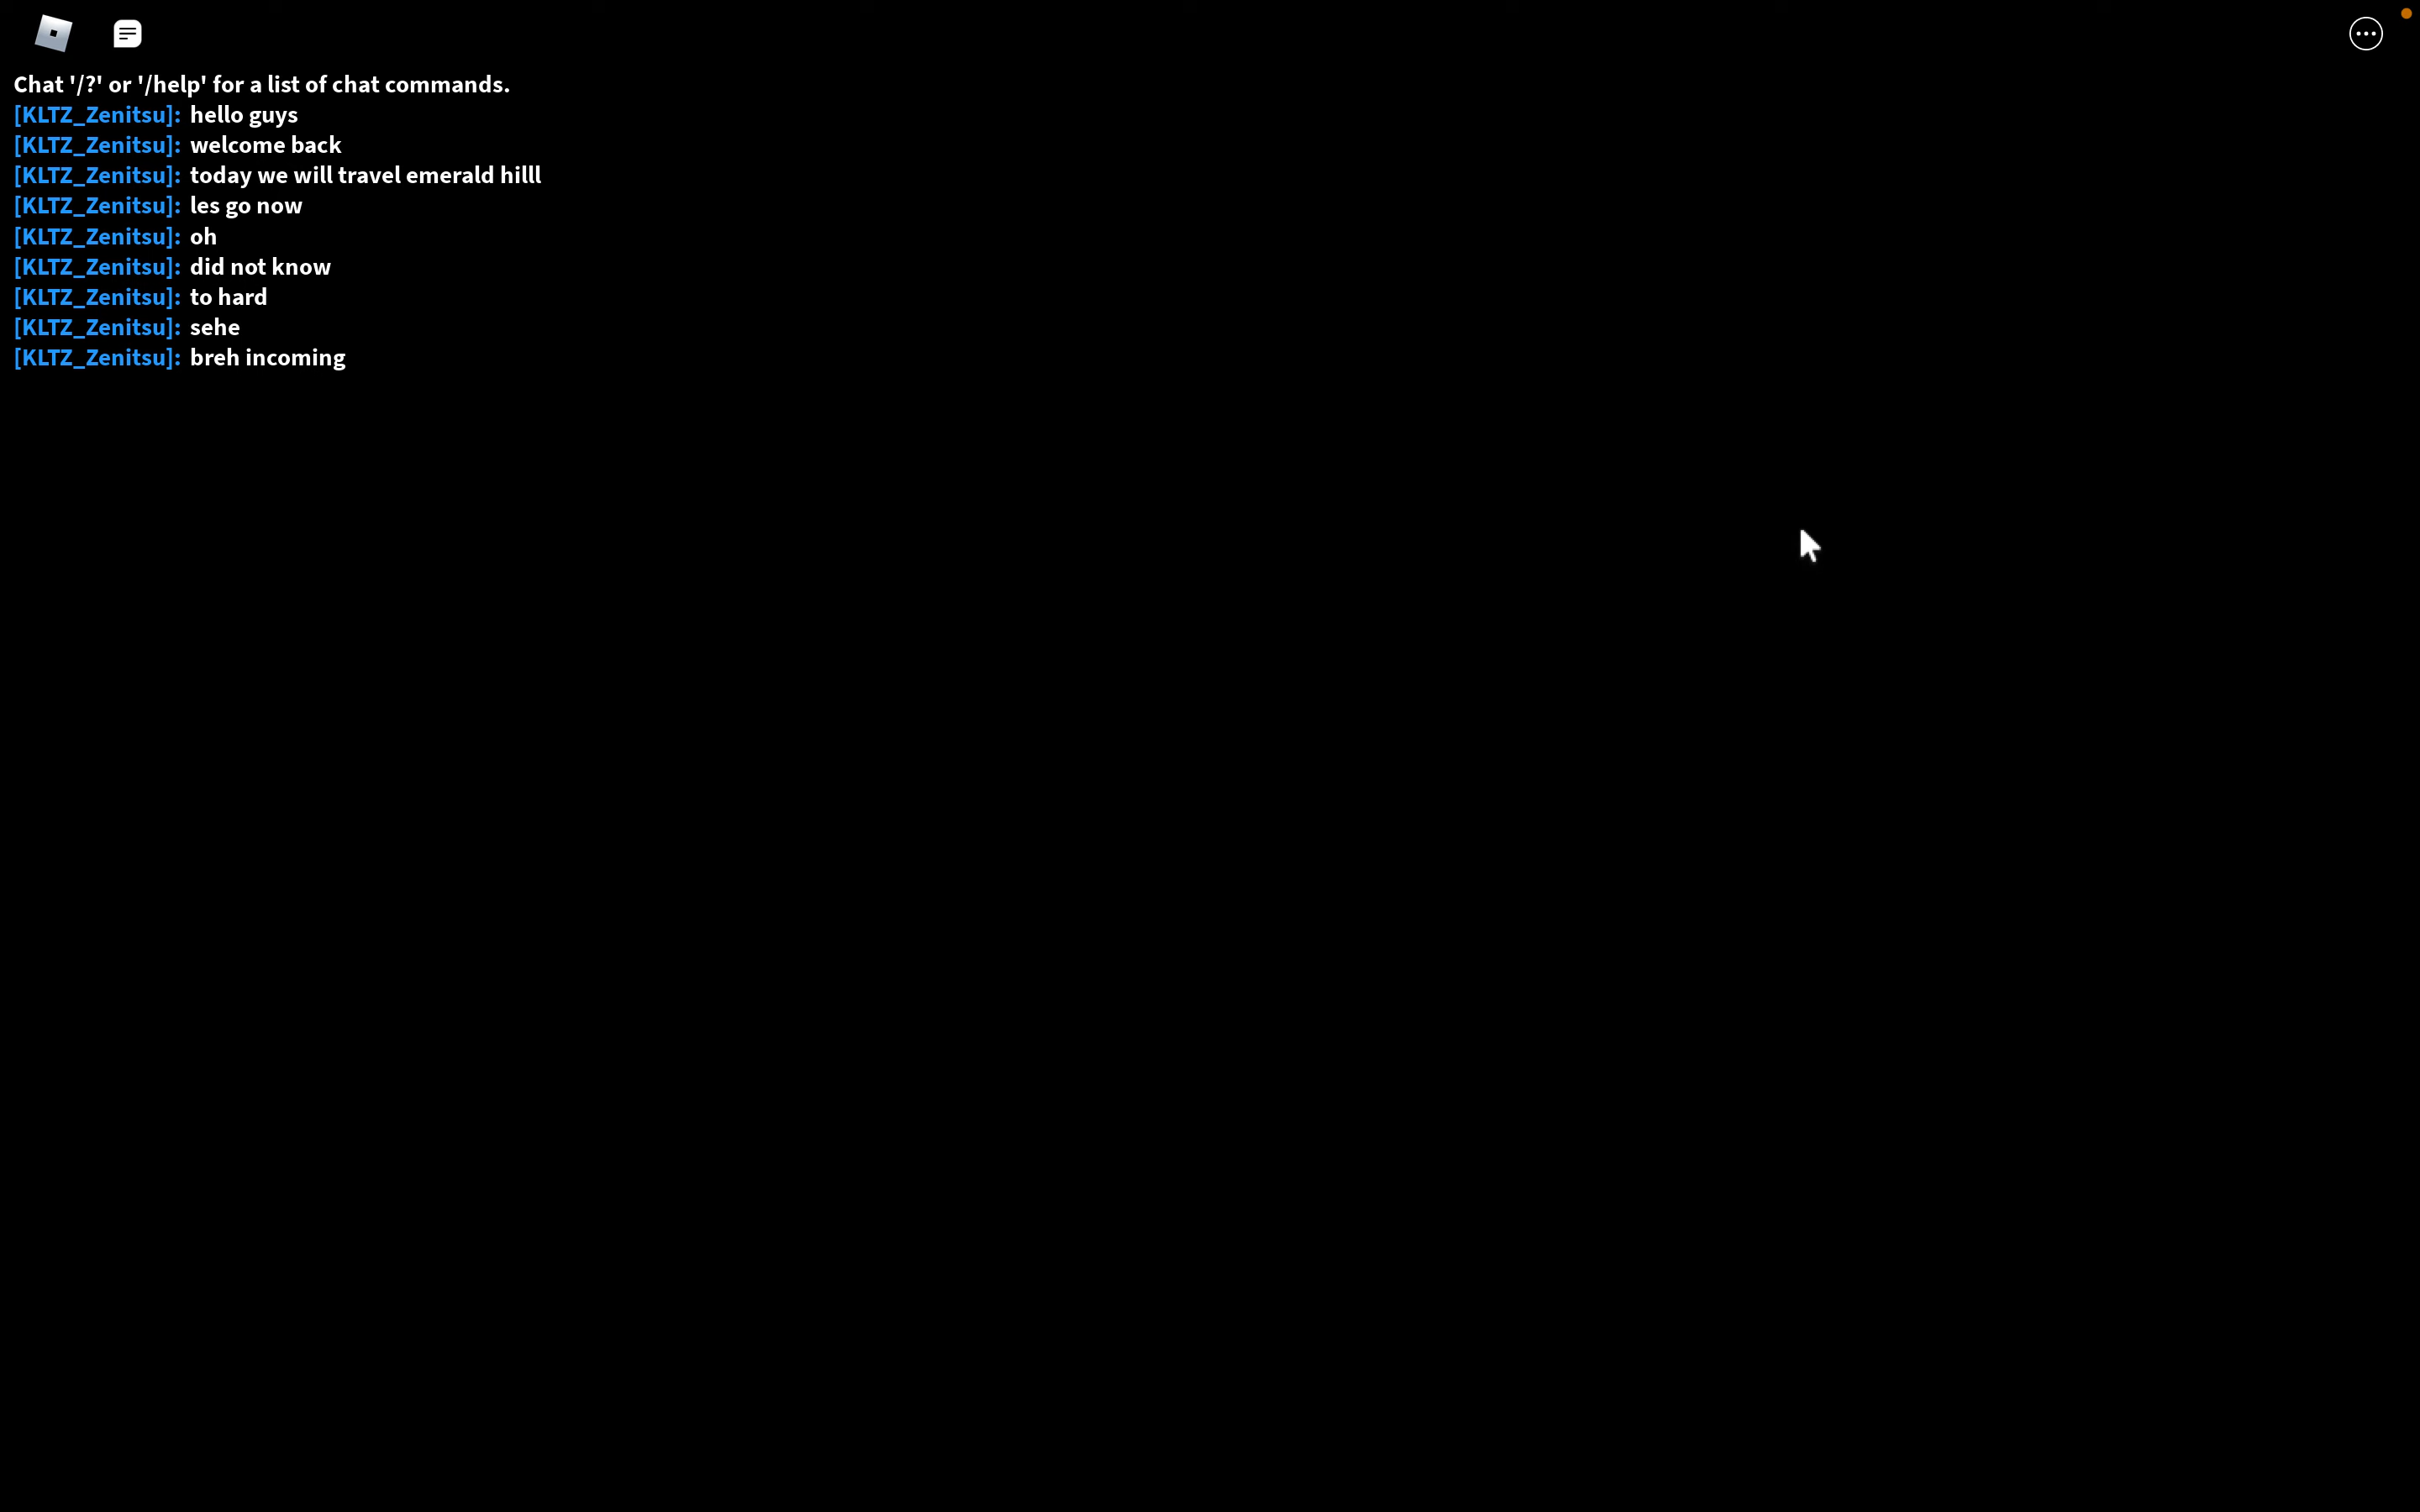 Chat '/?' or '/help' for a list of chat commands.
[KLTZ_Zenitsu]: hello guys
[KLTZ_Zenitsu]: welcome back
[KLTZ_Zenitsu]: today we will travel emerald hilll
[KLTZ_Zenitsu]: les go now
[KLTZ_Zenitsu]: oh
[KLTZ_Zenitsu]: did not know
[KLTZ_Zenitsu]: to hard
[KLTZ_Zenitsu]: sehe
[KLTZ_Zenitsu]: breh incoming